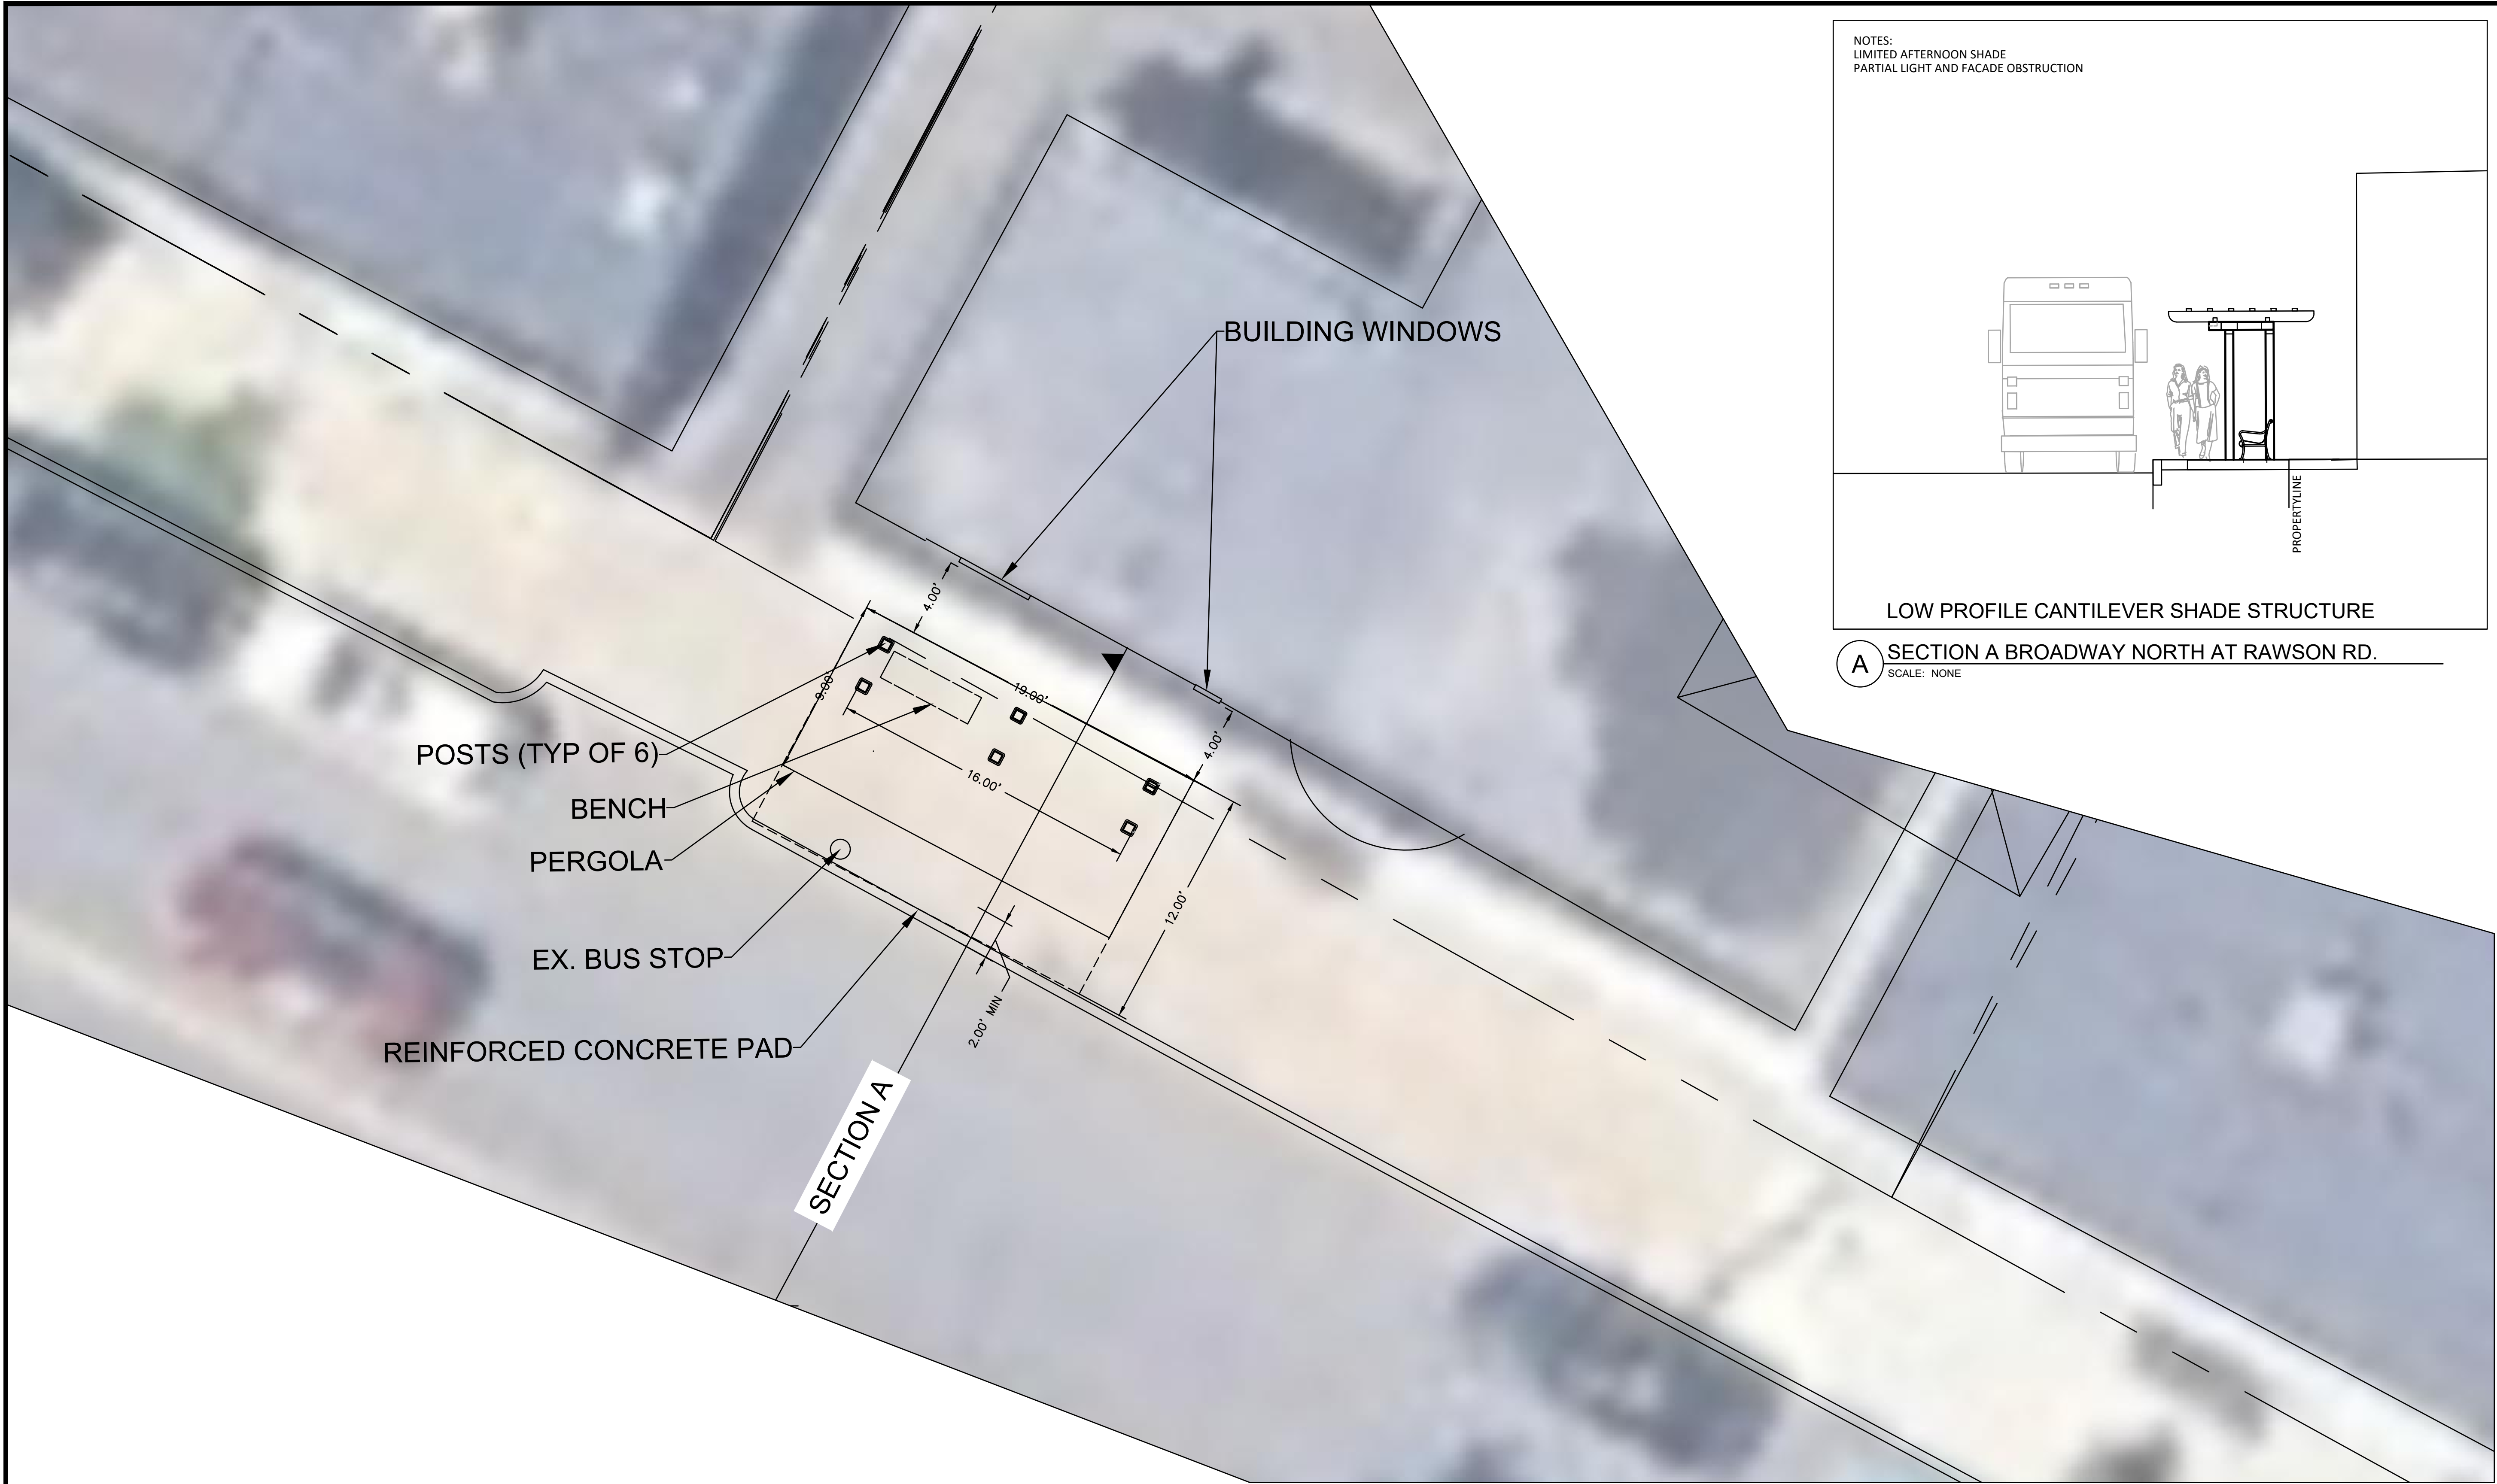 NOTES:
LIMITED AFTERNOON SHADE
PARTIAL LIGHT AND FACADE OBSTRUCTION
PROPERTYLINE
LOW PROFILE CANTILEVER SHADE STRUCTURE
A
SECTION A BROADWAY NORTH AT RAWSON RD.
SCALE: NONE
BUILDING WINDOWS
4.00'
9.00'
19.00'
4.00'
16.00'
12.00'
2.00' MIN
POSTS (TYP OF 6)
BENCH
PERGOLA
EX. BUS STOP
REINFORCED CONCRETE PAD
SECTION A